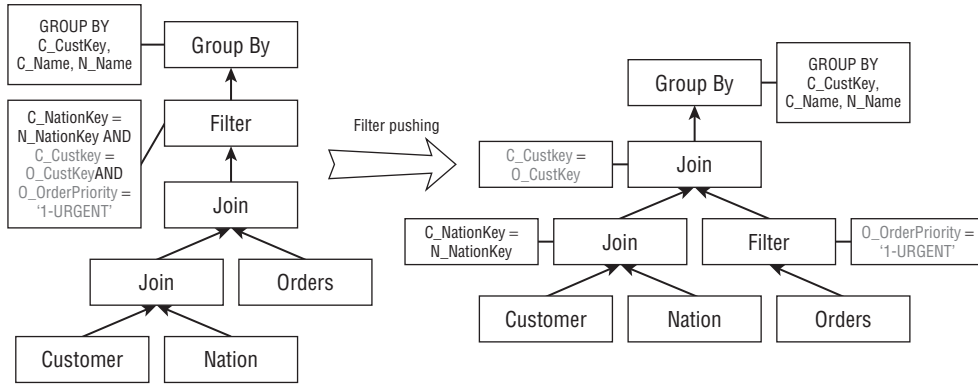 GROUP BY
C_CustKey,
C_Name, N_Name
Group By
C_NationKey =
N_NationKey AND
C_Custkey =
O_CustKeyAND
O_OrderPriority =
‘1-URGENT’
Filter
Join
Join
Orders
Customer
Nation
Filter pushing
Group By
GROUP BY
C_CustKey,
C_Name, N_Name
C_Custkey =
O_CustKey
Join
C_NationKey =
N_NationKey
Join
Filter
O_OrderPriority =
‘1-URGENT’
Customer
Nation
Orders